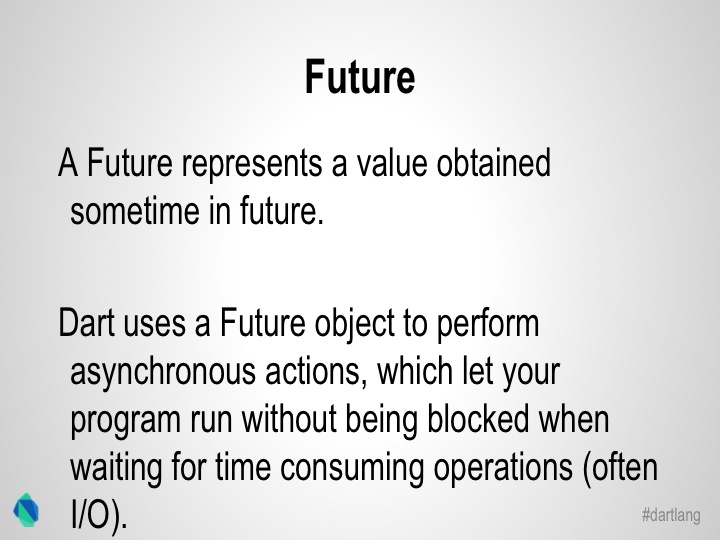 Future
A Future represents a value obtained
sometime in future.
Dart uses a Future object to perform
asynchronous actions, which let your
program run without being blocked when
waiting for time consuming operations (often
I/O).
#dartlang